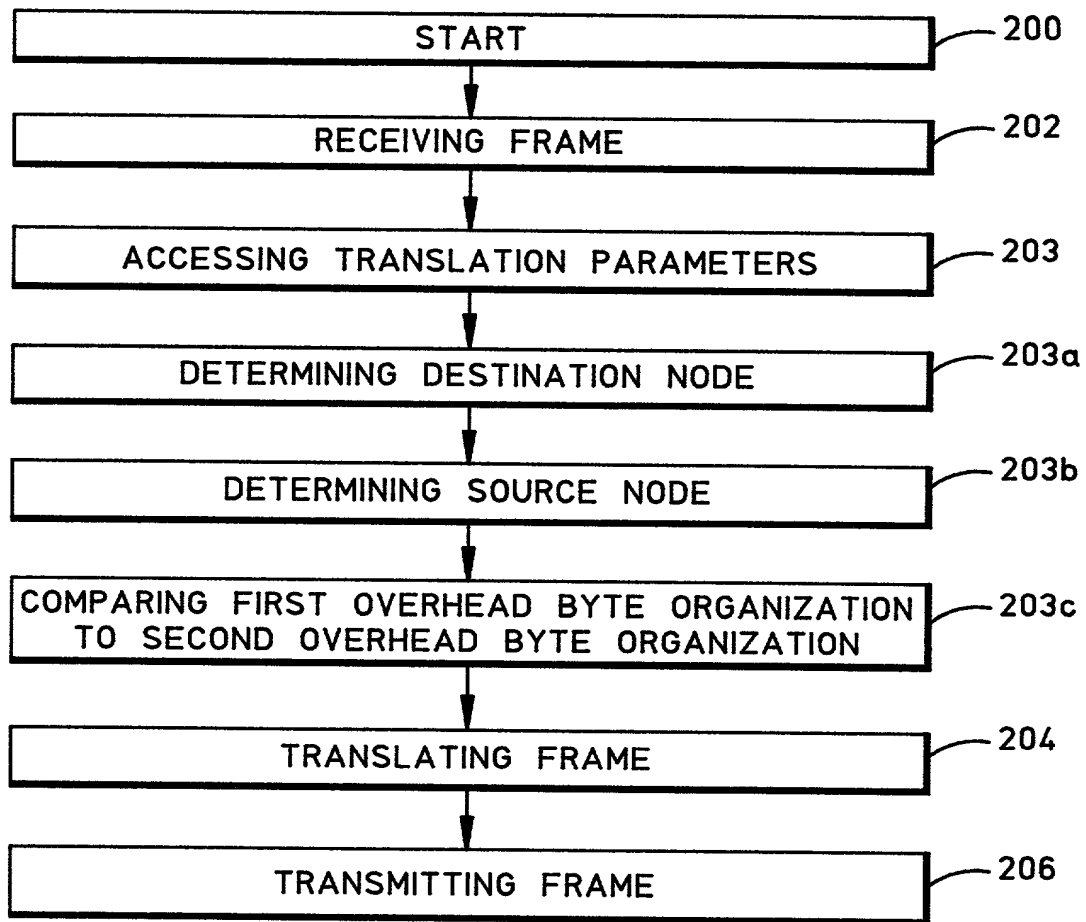 START
200
RECEIVING FRAME
202
ACCESSING TRANSLATION PARAMETERS
203
DETERMINING DESTINATION NODE
203a
DETERMINING SOURCE NODE
203b
COMPARING FIRST OVERHEAD BYTE ORGANIZATION
TO SECOND OVERHEAD BYTE ORGANIZATION
203c
TRANSLATING FRAME
204
TRANSMITTING FRAME
206